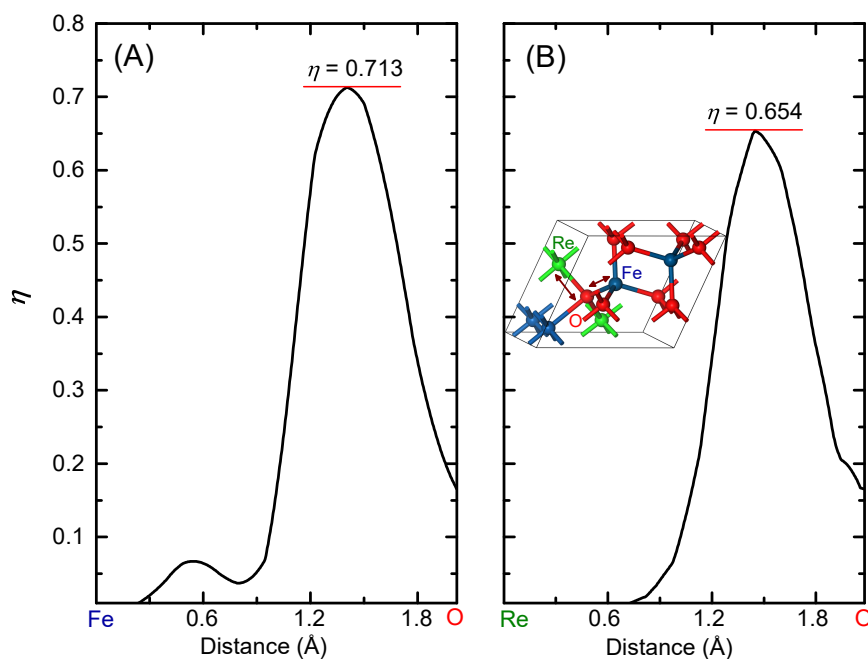 (A)
η = 0.713
0.8
0.7
0.6
0.5
0.4
0.3
0.2
0.1
η
Fe
0.6
1.2
1.8
O
Distance (Å)
(B)
η = 0.654
Re
Fe
O
Re
0.6
1.2
1.8
O
Distance (Å)